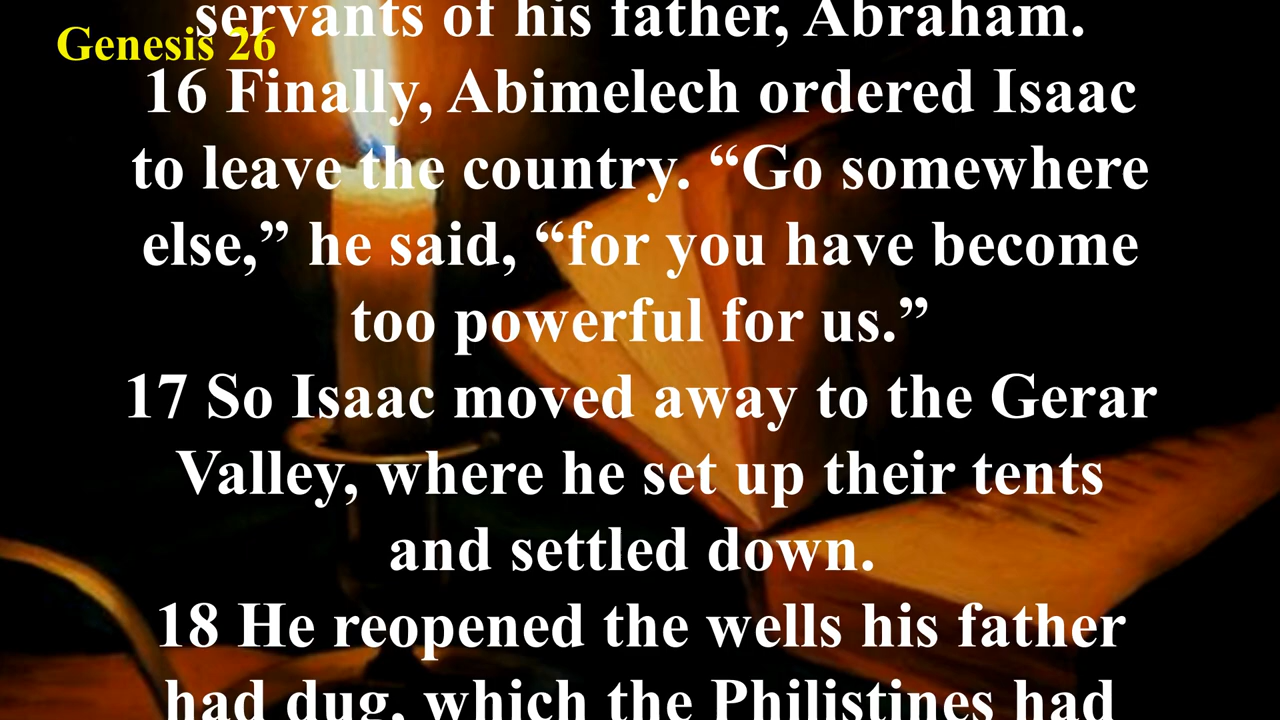 servants of his father, Abraham.
Genesis 26
16 Finally, Abimelech ordered Isaac
to leave the country. “Go somewhere
else,” he said, “for you have become
too powerful for us.”
17 So Isaac moved away to the Gerar
Valley, where he set up their tents
and settled down.
18 He reopened the wells his father
had dug, which the Philistines had